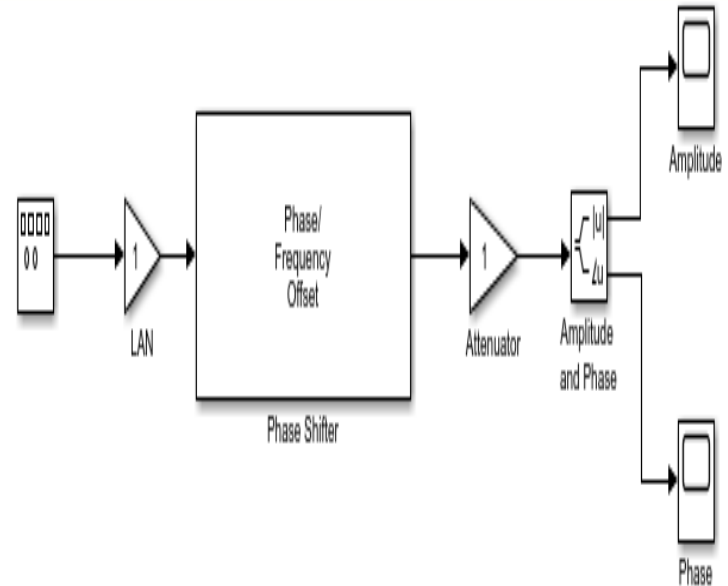 1
LAN
Phase/
Frequency
Offset
Phase Shifter
1
Attenuator
|u|
∠u
Amplitude
and Phase
Amplitude
Phase